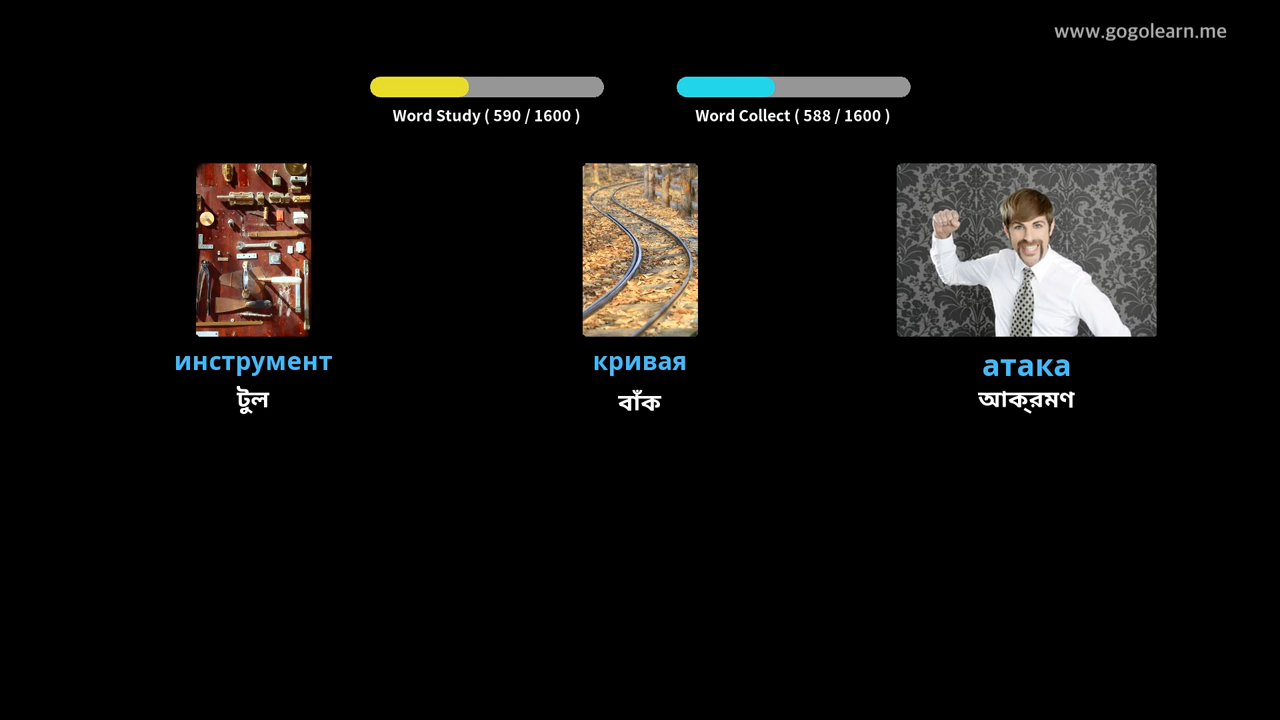 www.gogolearn.me
Word Study ( 590 / 1600 )
Word Collect ( 588 / 1600 )
инструмент
кривая
атака
টুল
বাঁক
আক্‌রমণ